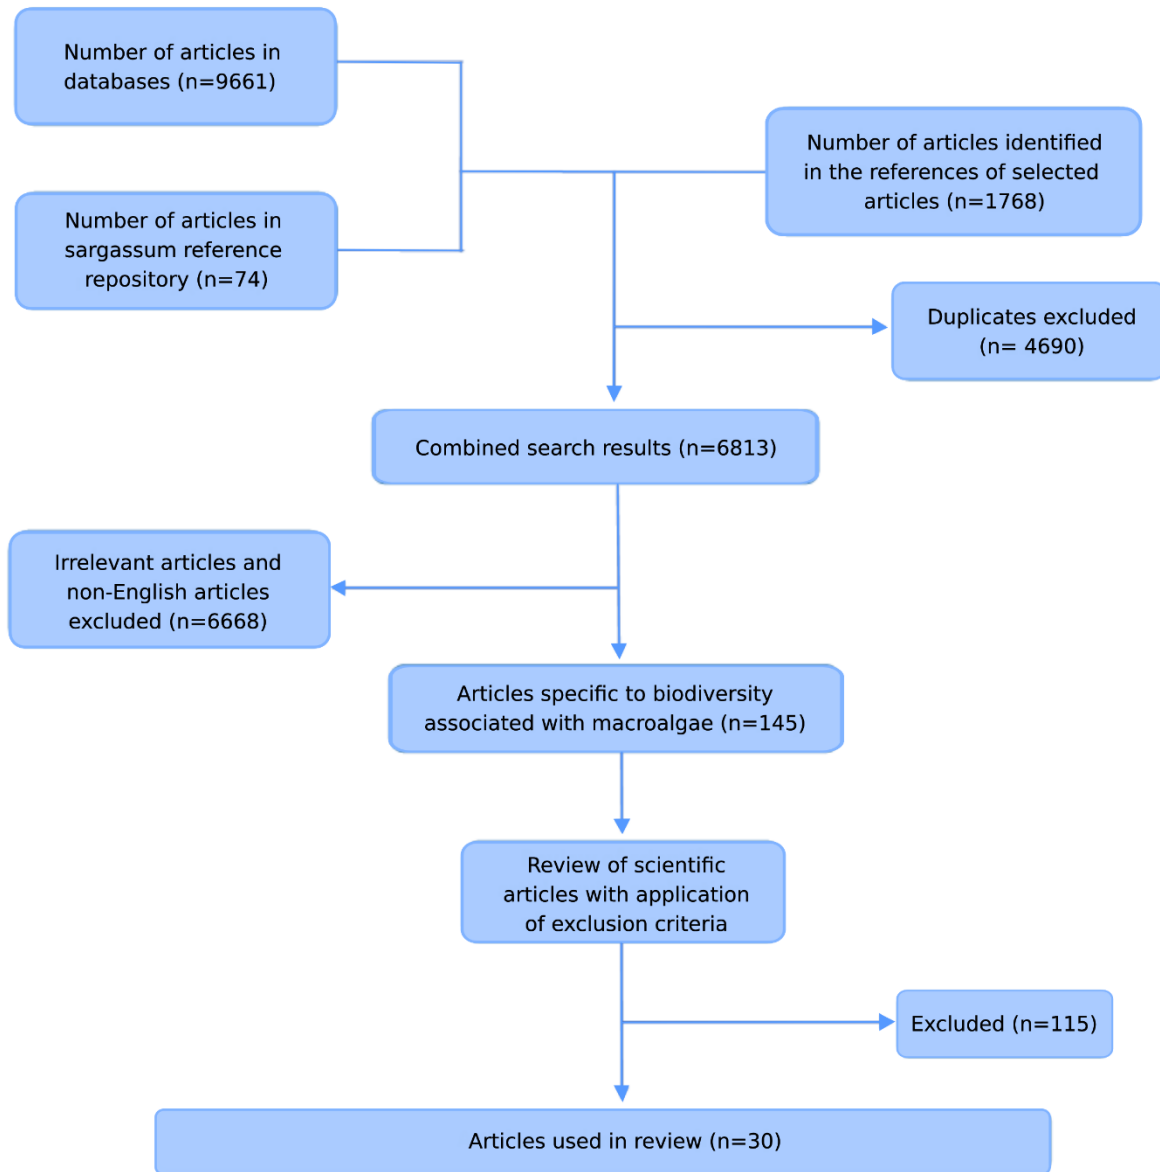 Number of articles in
databases (n=9661)
Number of articles identified
in the references of selected
articles (n=1768)
Number of articles in
sargassum reference
repository (n=74)
Duplicates excluded
(n= 4690)
Combined search results (n=6813)
Irrelevant articles and
non-English articles
excluded (n=6668)
Articles specific to biodiversity
associated with macroalgae (n=145)
Review of scientific
articles with application
of exclusion criteria
Excluded (n=115)
Articles used in review (n=30)